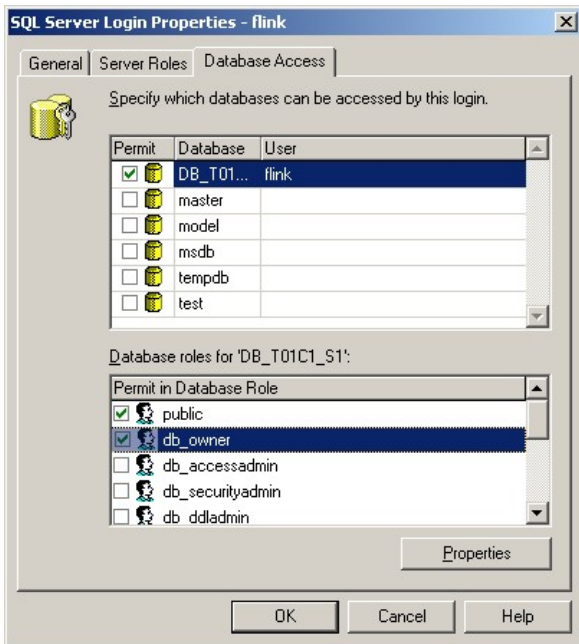 SQL Server Login Properties - flink
General Server Roles Database Access
Specify which databases can be accessed by this login.
Permit Database User
DB_T01... flink
master
model
msdb
tempdb
test
Database roles for 'DB_T01C1_S1':
Permit in Database Role
public
db_owner
db_accessadmin
db_securityadmin
db_ddladmin
Properties
OK Cancel Help